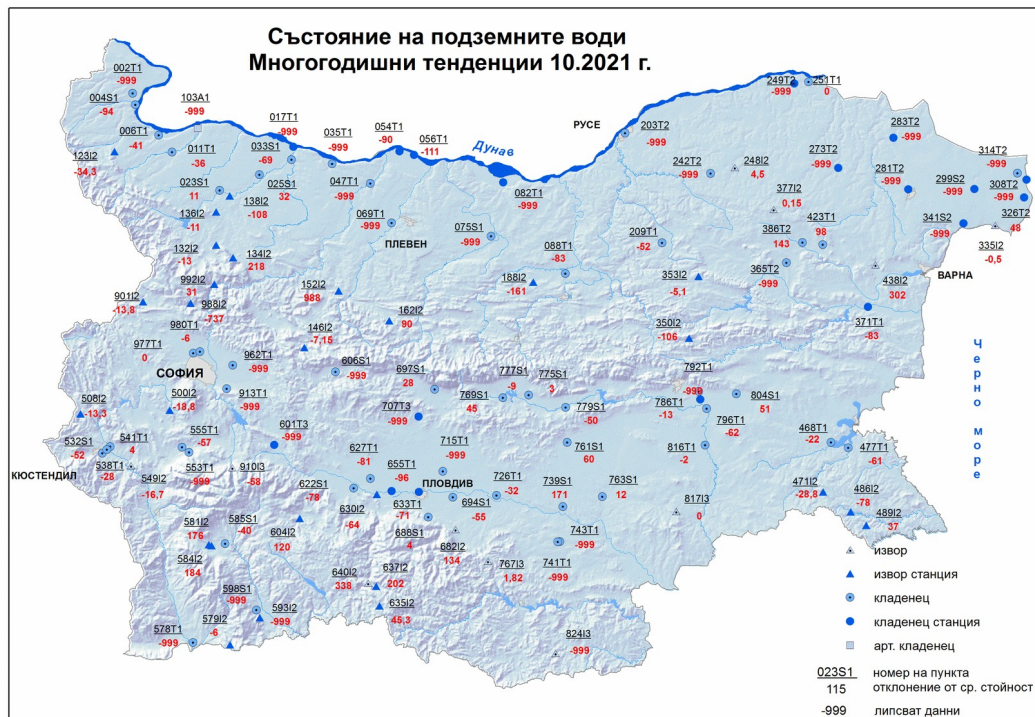 Състояние на подземните води
Многогодишни тенденции 10.2021 г.
002T1
-999
004S1
-94
103A1
-999
006T1
-41
011T1
-36
017T1
-999
033S1
-69
035T1
-999
054T1
-90
056T1
-111
Дунав
РУСЕ
203T2
-999
249T2
-999
251T1
0
283T2
-999
314T2
-999
123I2
-34,3
023S1
11
025S1
32
138I2
-108
136I2
-11
047T1
-999
082T1
-999
242T2
-999
248I2
4,5
273T2
-999
281T2
-999
299S2
-999
308T2
-999
377I2
0,15
326T2
48
069T1
-999
ПЛЕВЕН
075S1
-999
209T1
-52
386T2
143
423T1
98
341S2
-999
335I2
-0,5
132I2
-13
134I2
218
088T1
-83
365T2
-999
ВАРНА
992I2
31
152I2
988
188I2
-161
353I2
-5,1
438I2
302
901I2
-13,8
988I2
-737
162I2
90
350I2
-106
371T1
-83
980T1
-6
146I2
-7,15
977T1
0
СОФИЯ
962T1
-999
606S1
-999
697S1
28
777S1
-9
775S1
3
792T1
-999
Черно море
500I2
-18,8
913T1
-999
508I2
-13,3
769S1
45
779S1
-50
786T1
-13
804S1
51
796T1
-62
707T3
-999
601T3
-999
532S1
-52
541T1
4
555T1
-57
627T1
-81
715T1
-999
761S1
60
816T1
-2
468T1
-22
477T1
-61
КЮСТЕНДИЛ
538T1
-28
553T1
-999
910I3
-58
655T1
-96
ПЛОВДИВ
549I2
-16,7
622S1
-78
726T1
-32
739S1
171
763S1
12
471I2
-28,8
486I2
-78
630I2
-64
633T1
-71
694S1
-55
817I3
0
489I2
37
581I2
176
585S1
-40
604I2
120
688S1
4
682I2
134
743T1
-999
584I2
184
640I2
338
637I2
202
767I3
1,82
741T1
-999
598S1
-999
593I2
-999
635I2
45,3
578T1
-999
579I2
-6
824I3
-999
извор
извор станция
кладенец
кладенец станция
арт. кладенец
023S1 номер на пункта
115 отклонение от ср. стойност
-999 липсват данни